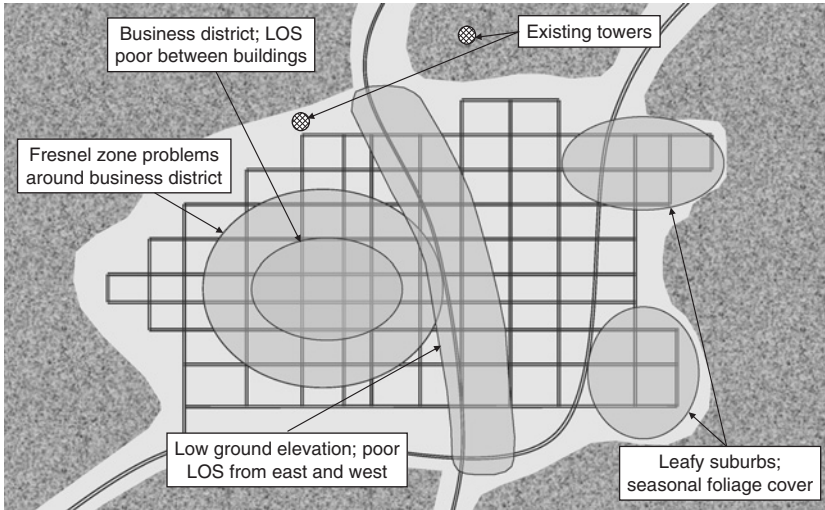 Business district; LOS
poor between buildings
Existing towers
Fresnel zone problems
around business district
Low ground elevation; poor
LOS from east and west
Leafy suburbs;
seasonal foliage cover